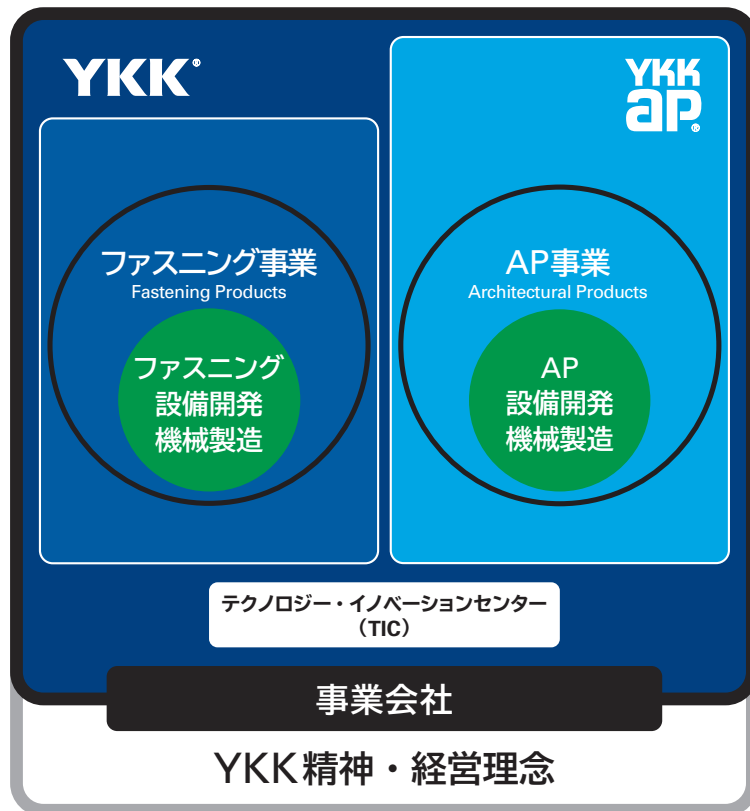 YKK®
YKK
ap®
ファスニング事業
Fastening Products
ファスニング
設備開発
機械製造
AP事業
Architectural Products
AP
設備開発
機械製造
テクノロジー・イノベーションセンター
（TIC）
事業会社
YKK精神・経営理念